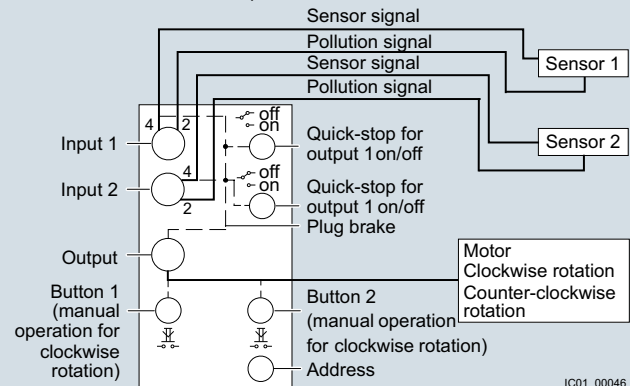 Sensor signal
Pollution signal
Sensor signal
Pollution signal
Sensor 1
Sensor 2
4
2
off
on
Input 1
Quick-stop for
output 1 on/off
4
off
on
Input 2
2
Quick-stop for
output 1 on/off
Plug brake
Output
Motor
Clockwise rotation
Counter-clockwise
rotation
Button 1
(manual
operation for
clockwise
rotation)
Button 2
(manual operation
for clockwise rotation)
Address
IC01_00046